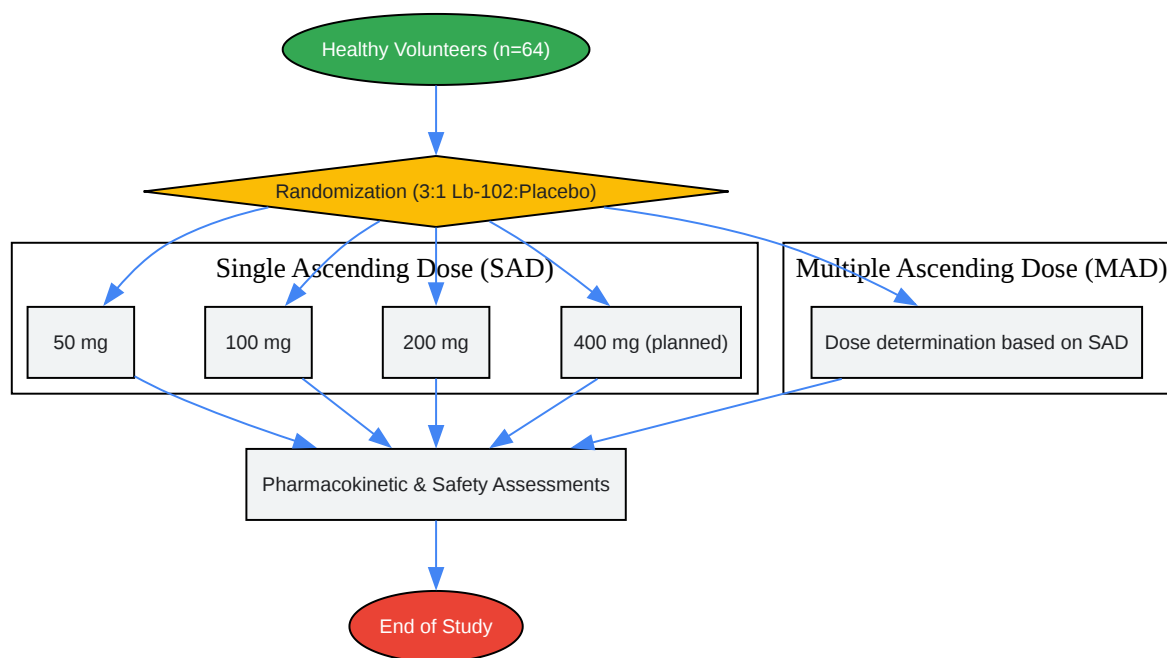 Healthy Volunteers (n=64)
Randomization (3:1 Lb-102:Placebo)
Single Ascending Dose (SAD)
Multiple Ascending Dose (MAD)
50 mg
100 mg
200 mg
400 mg (planned)
Dose determination based on SAD
Pharmacokinetic & Safety Assessments
End of Study